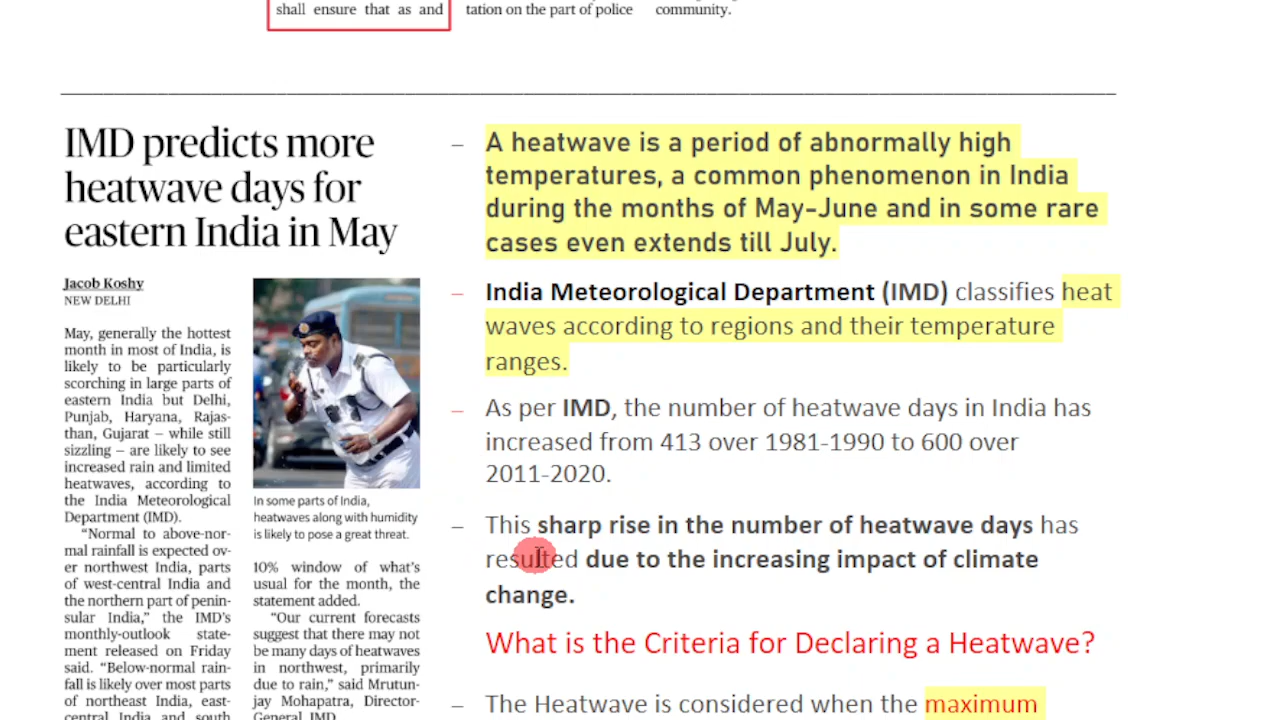 shall ensure that as and
tation on the part of police
community.
IMD predicts more
heatwave days for
eastern India in May
Jacob Koshy
NEW DELHI
May, generally the hottest
month in most of India, is
likely to be particularly
scorching in large parts of
eastern India but Delhi,
Punjab, Haryana, Rajas-
than, Gujarat – while still
sizzling – are likely to see
increased rain and limited
heatwaves, according to
the India Meteorological
Department (IMD).
"Normal to above-nor-
mal rainfall is expected ov-
er northwest India, parts
of west-central India and
the northern part of penin-
sular India," the IMD's
monthly-outlook state-
ment released on Friday
said. "Below-normal rain-
fall is likely over most parts
of northeast India, east-
central India and south
In some parts of India,
heatwaves along with humidity
is likely to pose a great threat.
10% window of what's
usual for the month, the
statement added.
"Our current forecasts
suggest that there may not
be many days of heatwaves
in northwest, primarily
due to rain," said Mrutun-
jay Mohapatra, Director-
General, IMD.
– A heatwave is a period of abnormally high
temperatures, a common phenomenon in India
during the months of May-June and in some rare
cases even extends till July.
– India Meteorological Department (IMD) classifies heat
waves according to regions and their temperature
ranges.
– As per IMD, the number of heatwave days in India has
increased from 413 over 1981-1990 to 600 over
2011-2020.
– This sharp rise in the number of heatwave days has
resulted due to the increasing impact of climate
change.
What is the Criteria for Declaring a Heatwave?
– The Heatwave is considered when the maximum